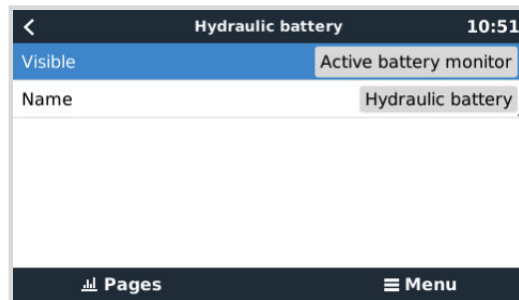 Hydraulic battery 10:51
Visible Active battery monitor
Name Hydraulic battery
Pages Menu